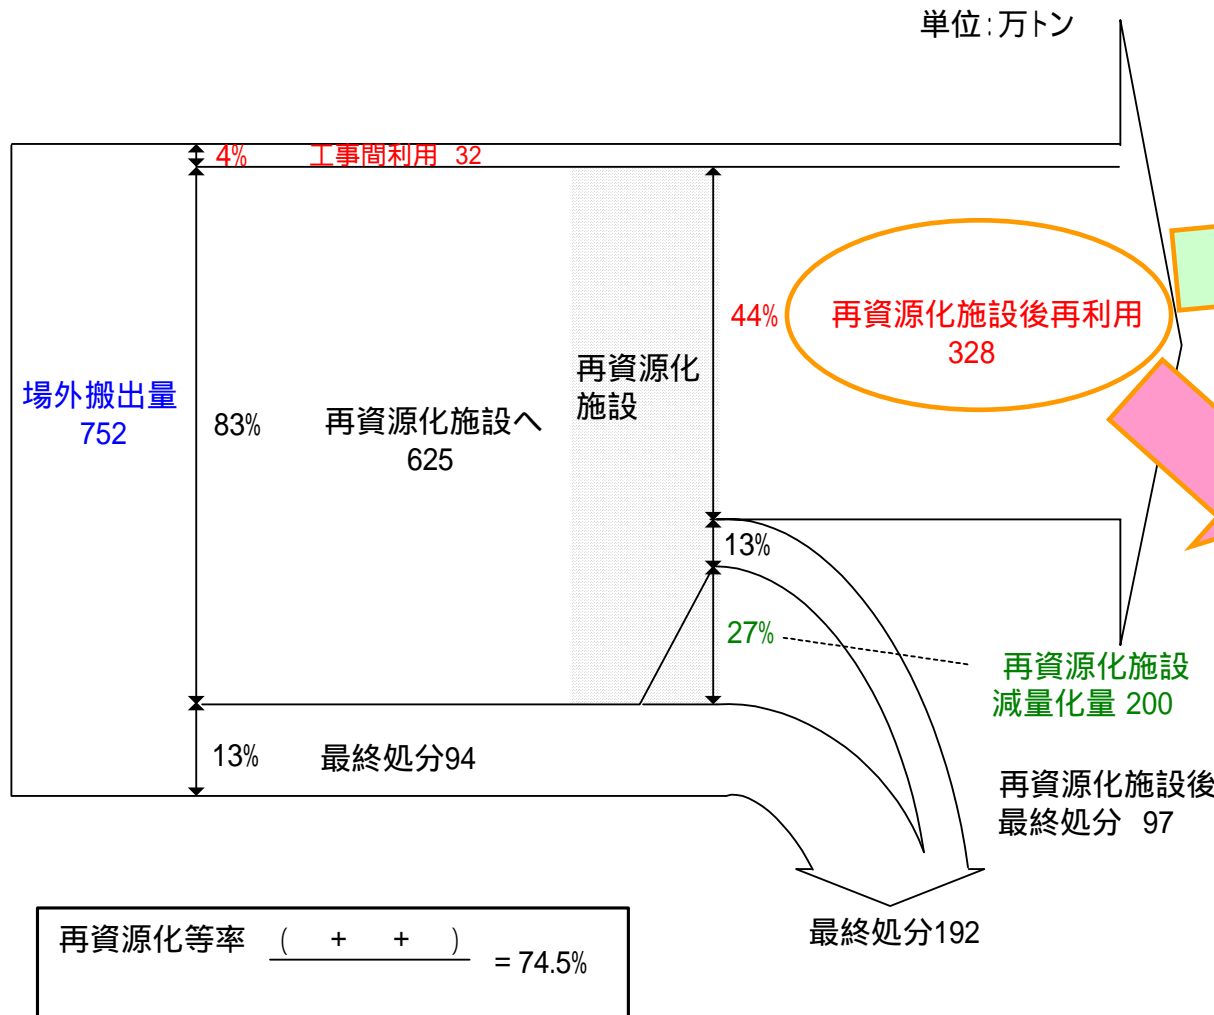 単位:万トン
4% 工事間利用 32
場外搬出量
752
83%
再資源化施設へ
625
再資源化
施設
44%
再資源化施設後再利用
328
13%
27%
再資源化施設
減量化量 200
13%
最終処分94
再資源化施設後
最終処分 97
最終処分192
再資源化等率 ( + + ) = 74.5%